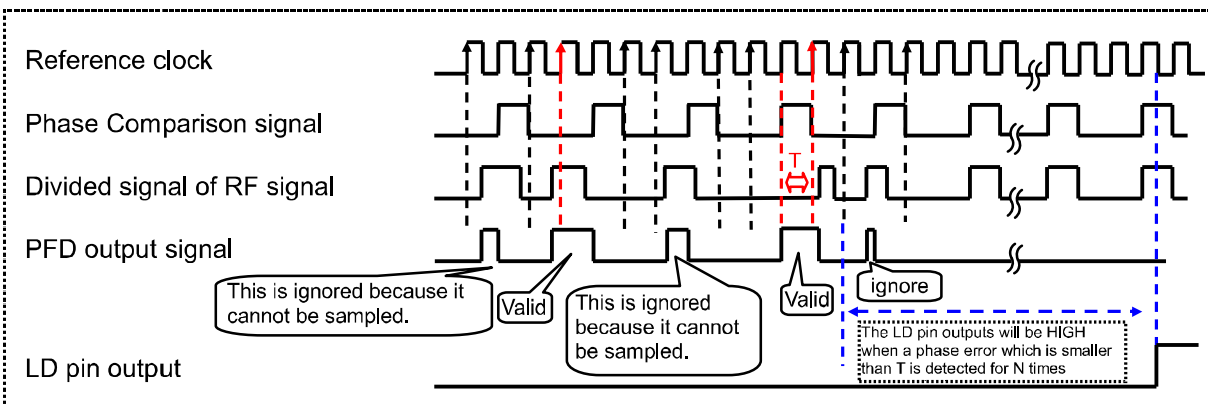 Reference clock
Phase Comparison signal
Divided signal of RF signal
T
PFD output signal
This is ignored because it
cannot be sampled.
Valid
This is ignored
because it cannot
be sampled.
Valid
ignore
The LD pin outputs will be HIGH
when a phase error which is smaller
than T is detected for N times
LD pin output